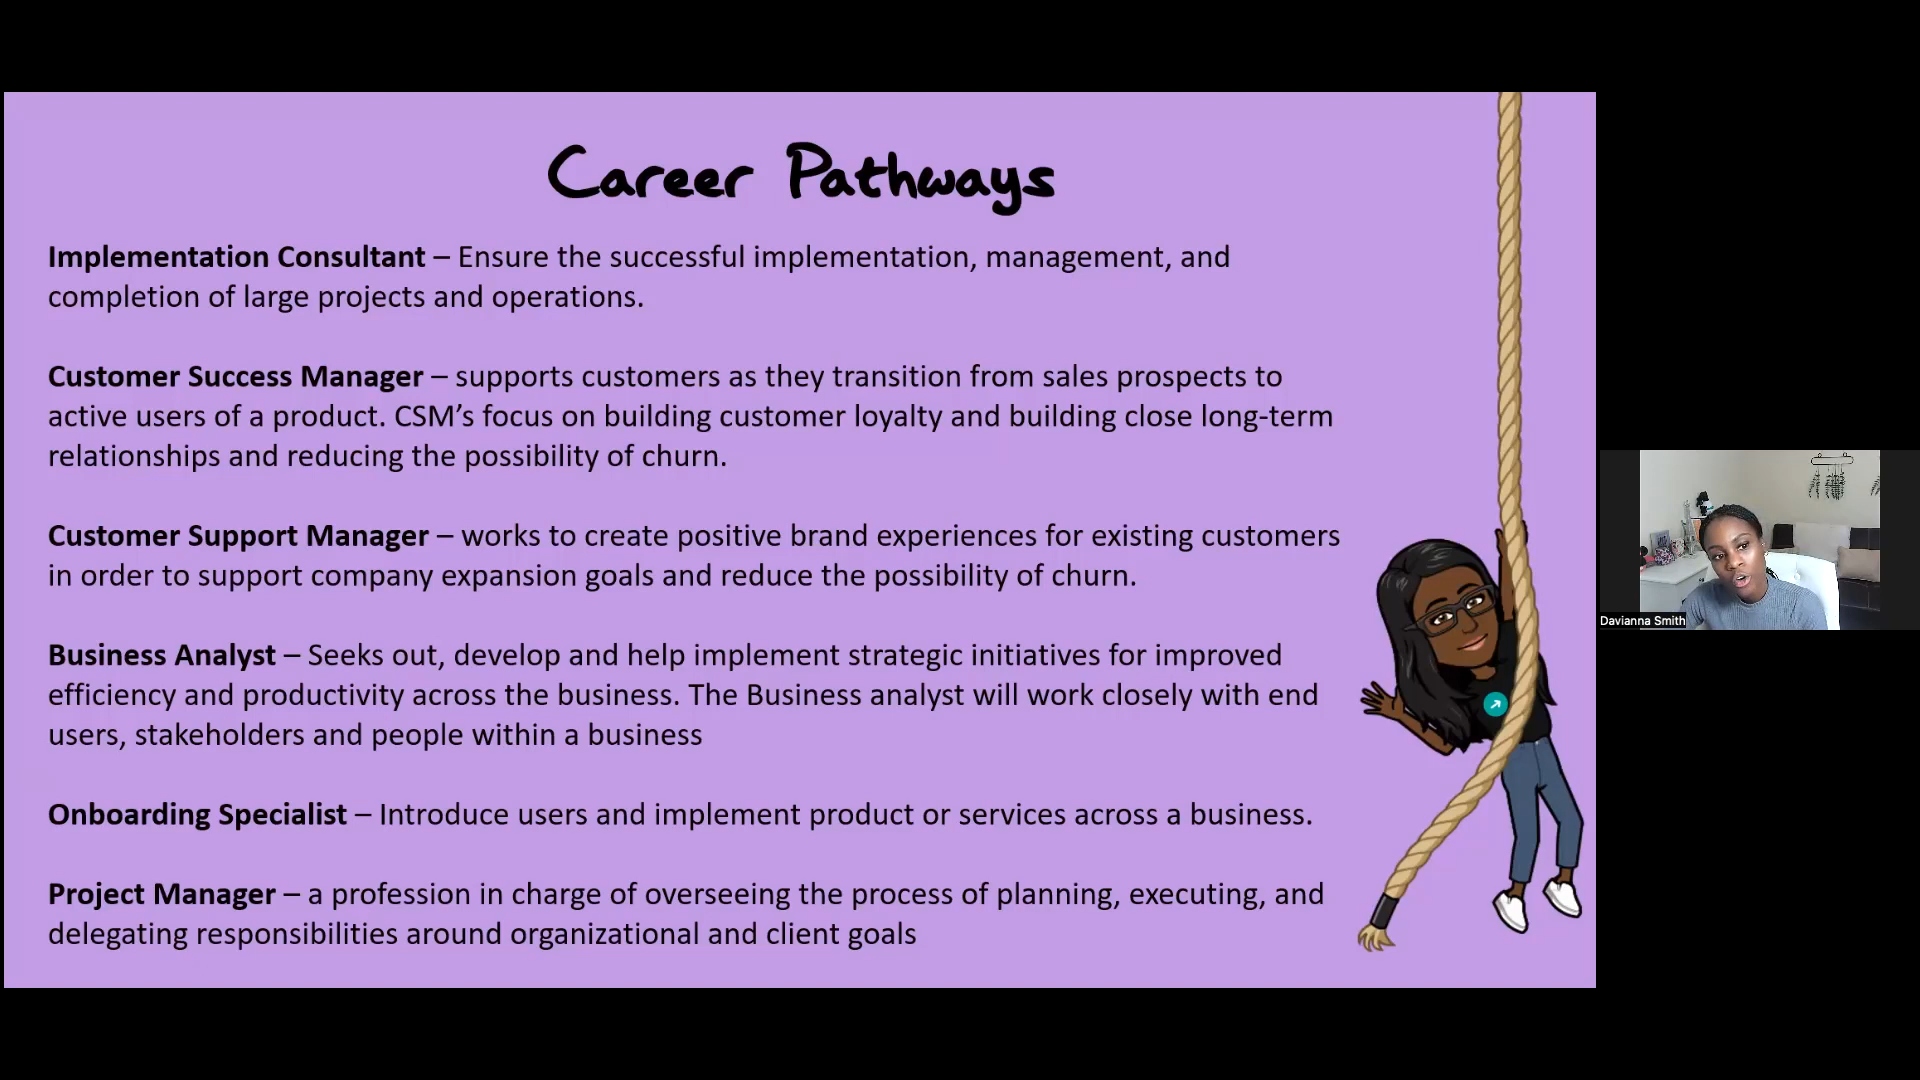 Career Pathways
Implementation Consultant – Ensure the successful implementation, management, and
completion of large projects and operations.
Customer Success Manager – supports customers as they transition from sales prospects to
active users of a product. CSM’s focus on building customer loyalty and building close long-term
relationships and reducing the possibility of churn.
Customer Support Manager – works to create positive brand experiences for existing customers
in order to support company expansion goals and reduce the possibility of churn.
Business Analyst – Seeks out, develop and help implement strategic initiatives for improved
efficiency and productivity across the business. The Business analyst will work closely with end
users, stakeholders and people within a business
Onboarding Specialist – Introduce users and implement product or services across a business.
Project Manager – a profession in charge of overseeing the process of planning, executing, and
delegating responsibilities around organizational and client goals
Davianna Smith